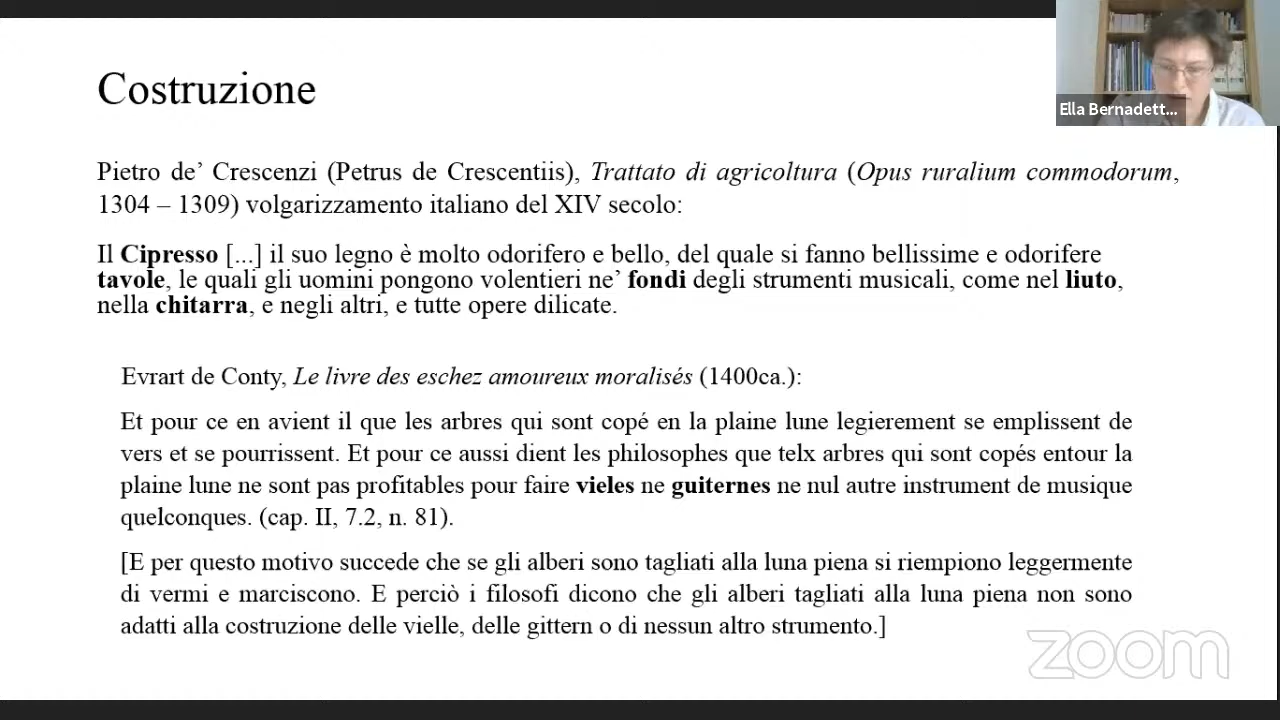 Costruzione
Ella Bernadett...
Pietro de’ Crescenzi (Petrus de Crescentiis), Trattato di agricoltura (Opus ruralium commodorum,
1304 – 1309) volgarizzamento italiano del XIV secolo:
Il Cipresso [...] il suo legno è molto odorifero e bello, del quale si fanno bellissime e odorifere
tavole, le quali gli uomini pongono volentieri ne’ fondi degli strumenti musicali, come nel liuto,
nella chitarra, e negli altri, e tutte opere dilicate.
Evrart de Conty, Le livre des eschez amoureux moralisés (1400ca.):
Et pour ce en avient il que les arbres qui sont copé en la plaine lune legierement se emplissent de
vers et se pourrissent. Et pour ce aussi dient les philosophes que telx arbres qui sont copés entour la
plaine lune ne sont pas profitables pour faire vieles ne guiternes ne nul autre instrument de musique
quelconques. (cap. II, 7.2, n. 81).
[E per questo motivo succede che se gli alberi sono tagliati alla luna piena si riempiono leggermente
di vermi e marciscono. E perciò i filosofi dicono che gli alberi tagliati alla luna piena non sono
adatti alla costruzione delle vielle, delle gittern o di nessun altro strumento.]
zoom